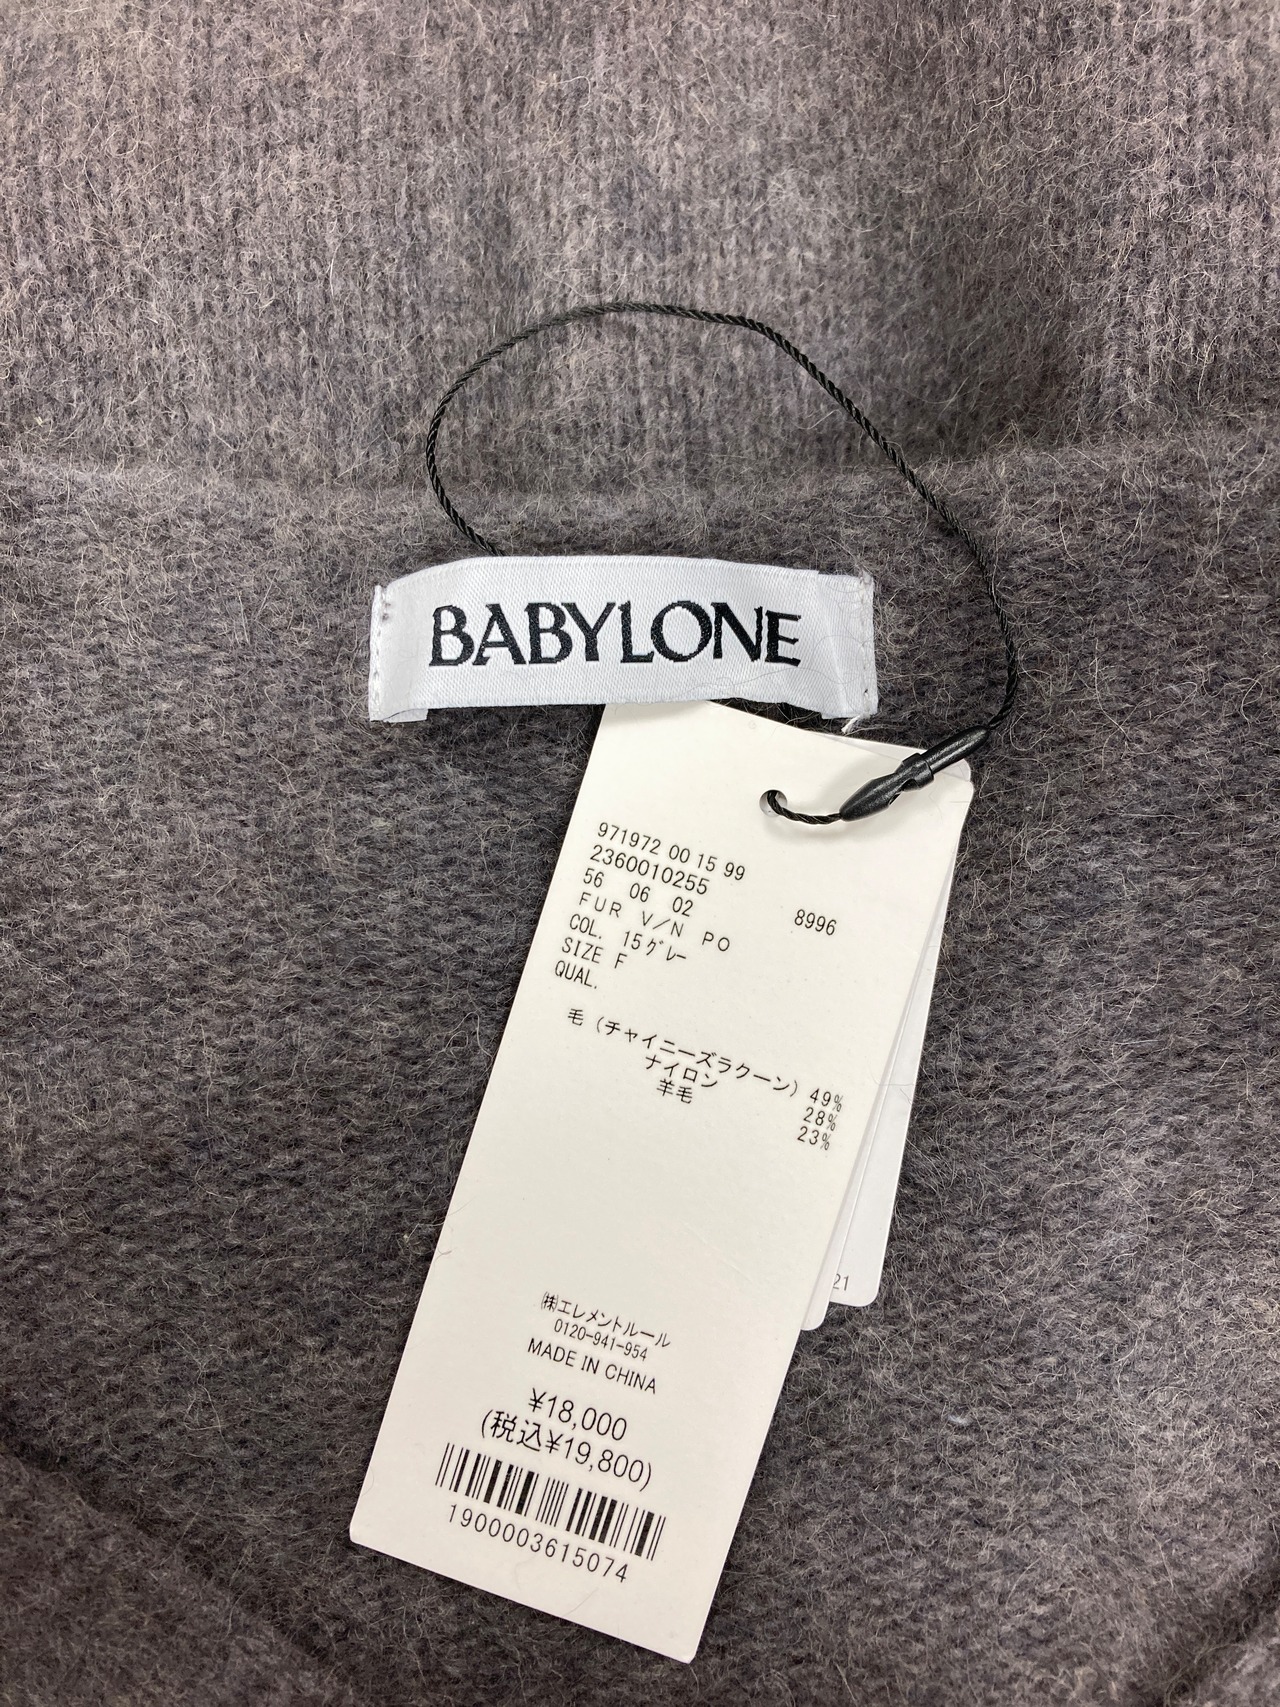 BABYLONE
971972 00 15 99
2360010255
56 06 02 8996
FUR V/N PO
COL. 15グレー
SIZE F
QUAL.
毛（チャイニーズラクーン）49%
ナイロン 28%
羊毛 23%
㈱エレメントルール
0120-941-954
MADE IN CHINA
¥18,000
(税込¥19,800)
1900003615074
21